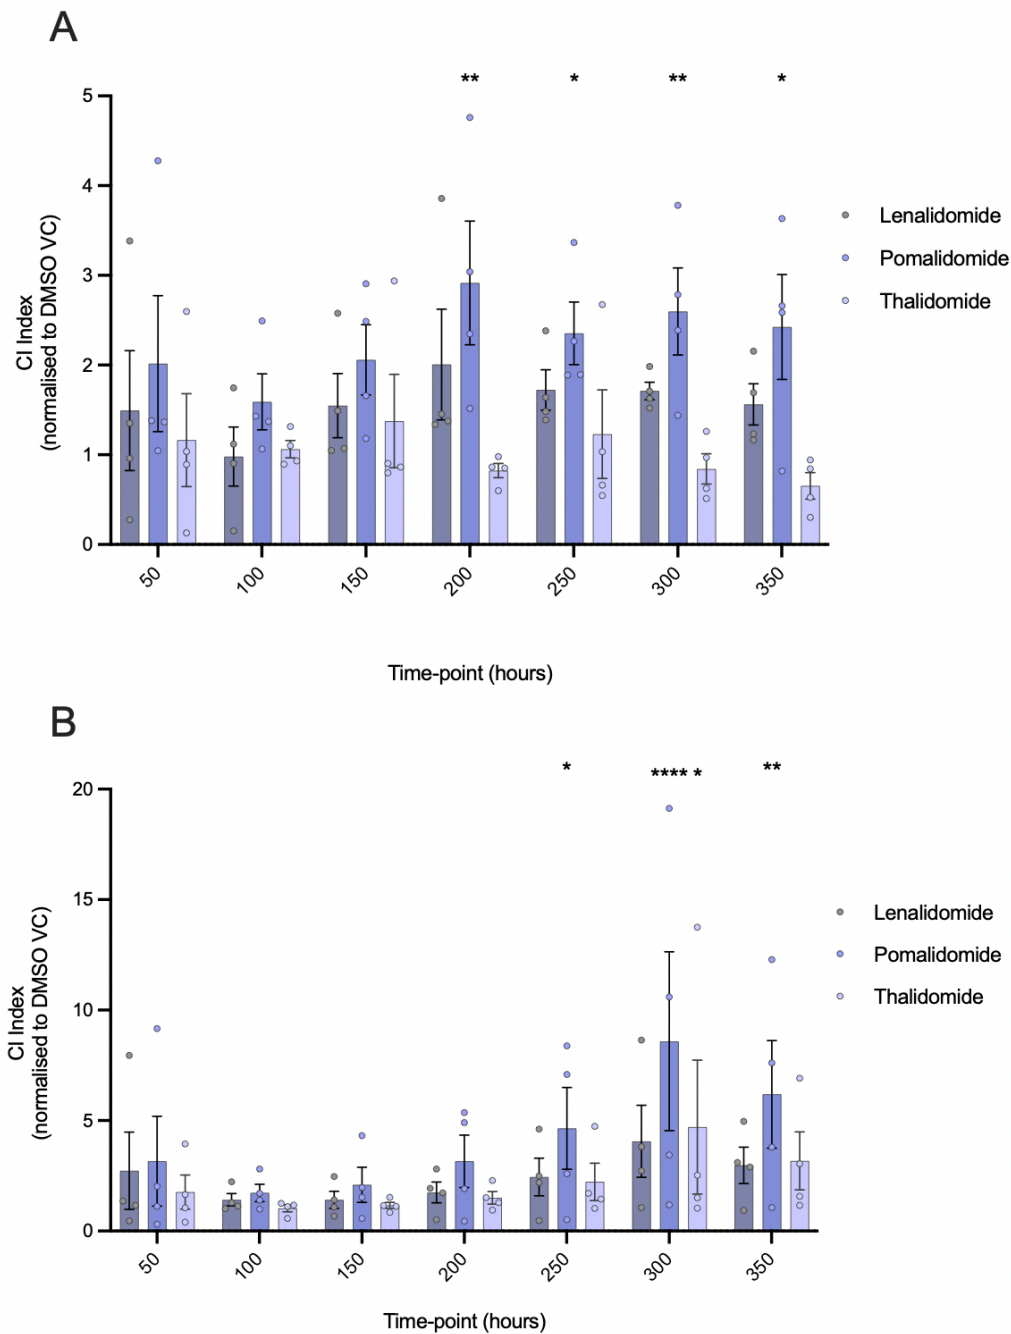 A
** * ** *
5
4
3
2
1
0
CI Index
(normalised to DMSO VC)
Lenalidomide
Pomalidomide
Thalidomide
50 100 150 200 250 300 350
Time-point (hours)
B
* **** * **
20
15
10
5
0
CI Index
(normalised to DMSO VC)
Lenalidomide
Pomalidomide
Thalidomide
50 100 150 200 250 300 350
Time-point (hours)